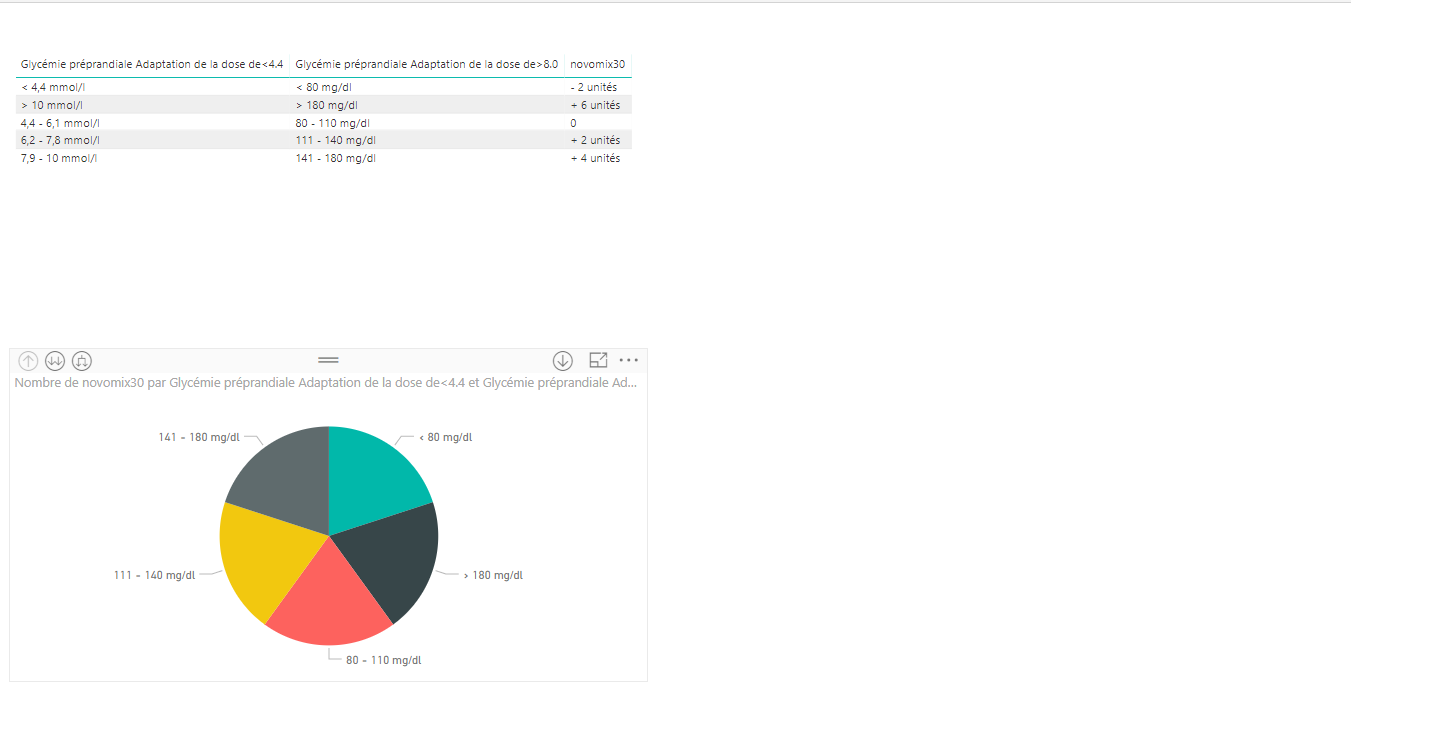 Glycémie préprandiale Adaptation de la dose de<4.4 Glycémie préprandiale Adaptation de la dose de>8.0 novomix30
< 4,4 mmol/l < 80 mg/dl - 2 unités
> 10 mmol/l > 180 mg/dl + 6 unités
4,4 - 6,1 mmol/l 80 - 110 mg/dl 0
6,2 - 7,8 mmol/l 111 - 140 mg/dl + 2 unités
7,9 - 10 mmol/l 141 - 180 mg/dl + 4 unités
Nombre de novomix30 par Glycémie préprandiale Adaptation de la dose de<4.4 et Glycémie préprandiale Ad...
141 - 180 mg/dl
< 80 mg/dl
111 - 140 mg/dl
> 180 mg/dl
80 - 110 mg/dl